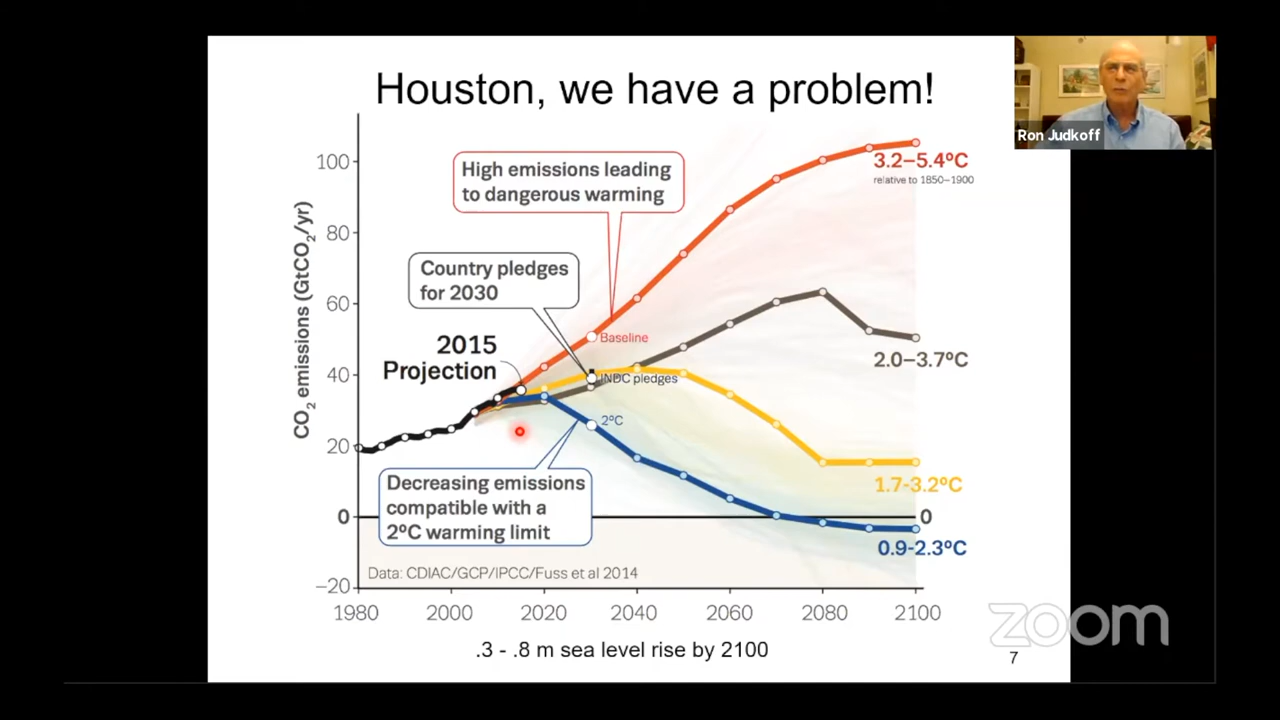 Houston, we have a problem!
Ron Judkoff
100
80
60
40
20
0
−20
CO₂ emissions (GtCO₂/yr)
High emissions leading
to dangerous warming
3.2–5.4ºC
relative to 1850–1900
Country pledges
for 2030
Baseline
2015
Projection
INDC pledges
2.0–3.7ºC
2ºC
Decreasing emissions
compatible with a
2ºC warming limit
1.7-3.2ºC
0
0.9-2.3ºC
Data: CDIAC/GCP/IPCC/Fuss et al 2014
1980 2000 2020 2040 2060 2080 2100
.3 - .8 m sea level rise by 2100
zoom
7